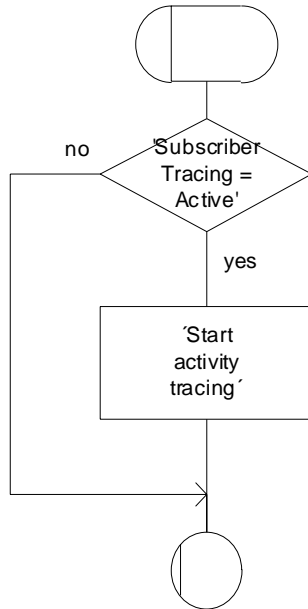 'Subscriber
no
Tracing =
Active'
yes
´Start
activity
tracing´